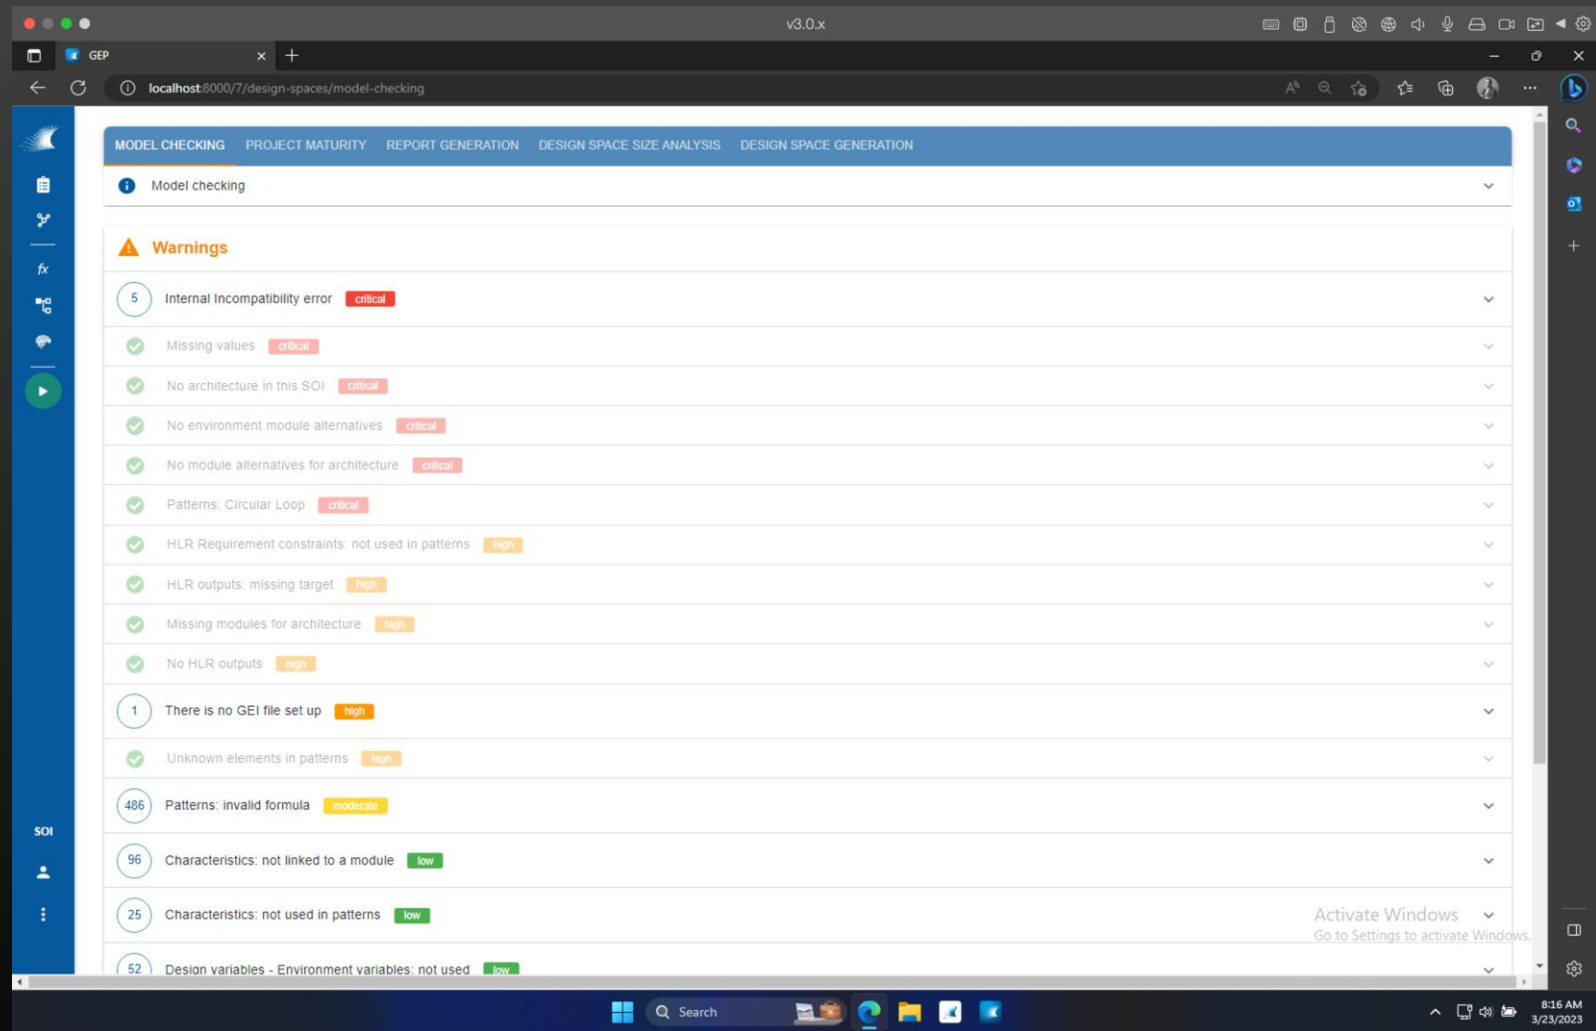 v3.0.x
GEP
localhost:8000/7/design-spaces/model-checking
MODEL CHECKING PROJECT MATURITY REPORT GENERATION DESIGN SPACE SIZE ANALYSIS DESIGN SPACE GENERATION
Model checking
Warnings
5 Internal Incompatibility error critical
Missing values critical
No architecture in this SOI critical
No environment module alternatives critical
No module alternatives for architecture critical
Patterns: Circular Loop critical
HLR Requirement constraints: not used in patterns high
HLR outputs: missing target high
Missing modules for architecture high
No HLR outputs high
1 There is no GEI file set up high
Unknown elements in patterns high
486 Patterns: invalid formula moderate
96 Characteristics: not linked to a module low
25 Characteristics: not used in patterns low
52 Design variables - Environment variables: not used low
fx
SOI
Activate Windows
Go to Settings to activate Windows.
Search
8:16 AM
3/23/2023